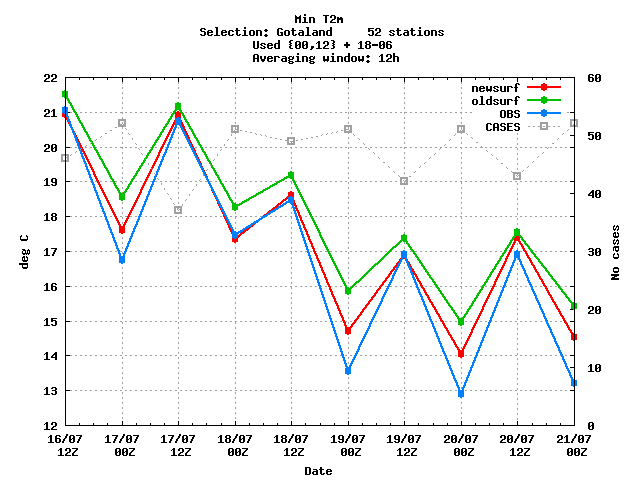 Min T2m
Selection: Gotaland     52 stations
Used {00,12} + 18-06
Averaging window: 12h
newsurf
oldsurf
OBS
CASES
22
21
20
19
18
17
16
15
14
13
12
deg C
60
50
40
30
20
10
0
No cases
16/07 17/07 17/07 18/07 18/07 19/07 19/07 20/07 20/07 21/07
12Z 00Z 12Z 00Z 12Z 00Z 12Z 00Z 12Z 00Z
Date